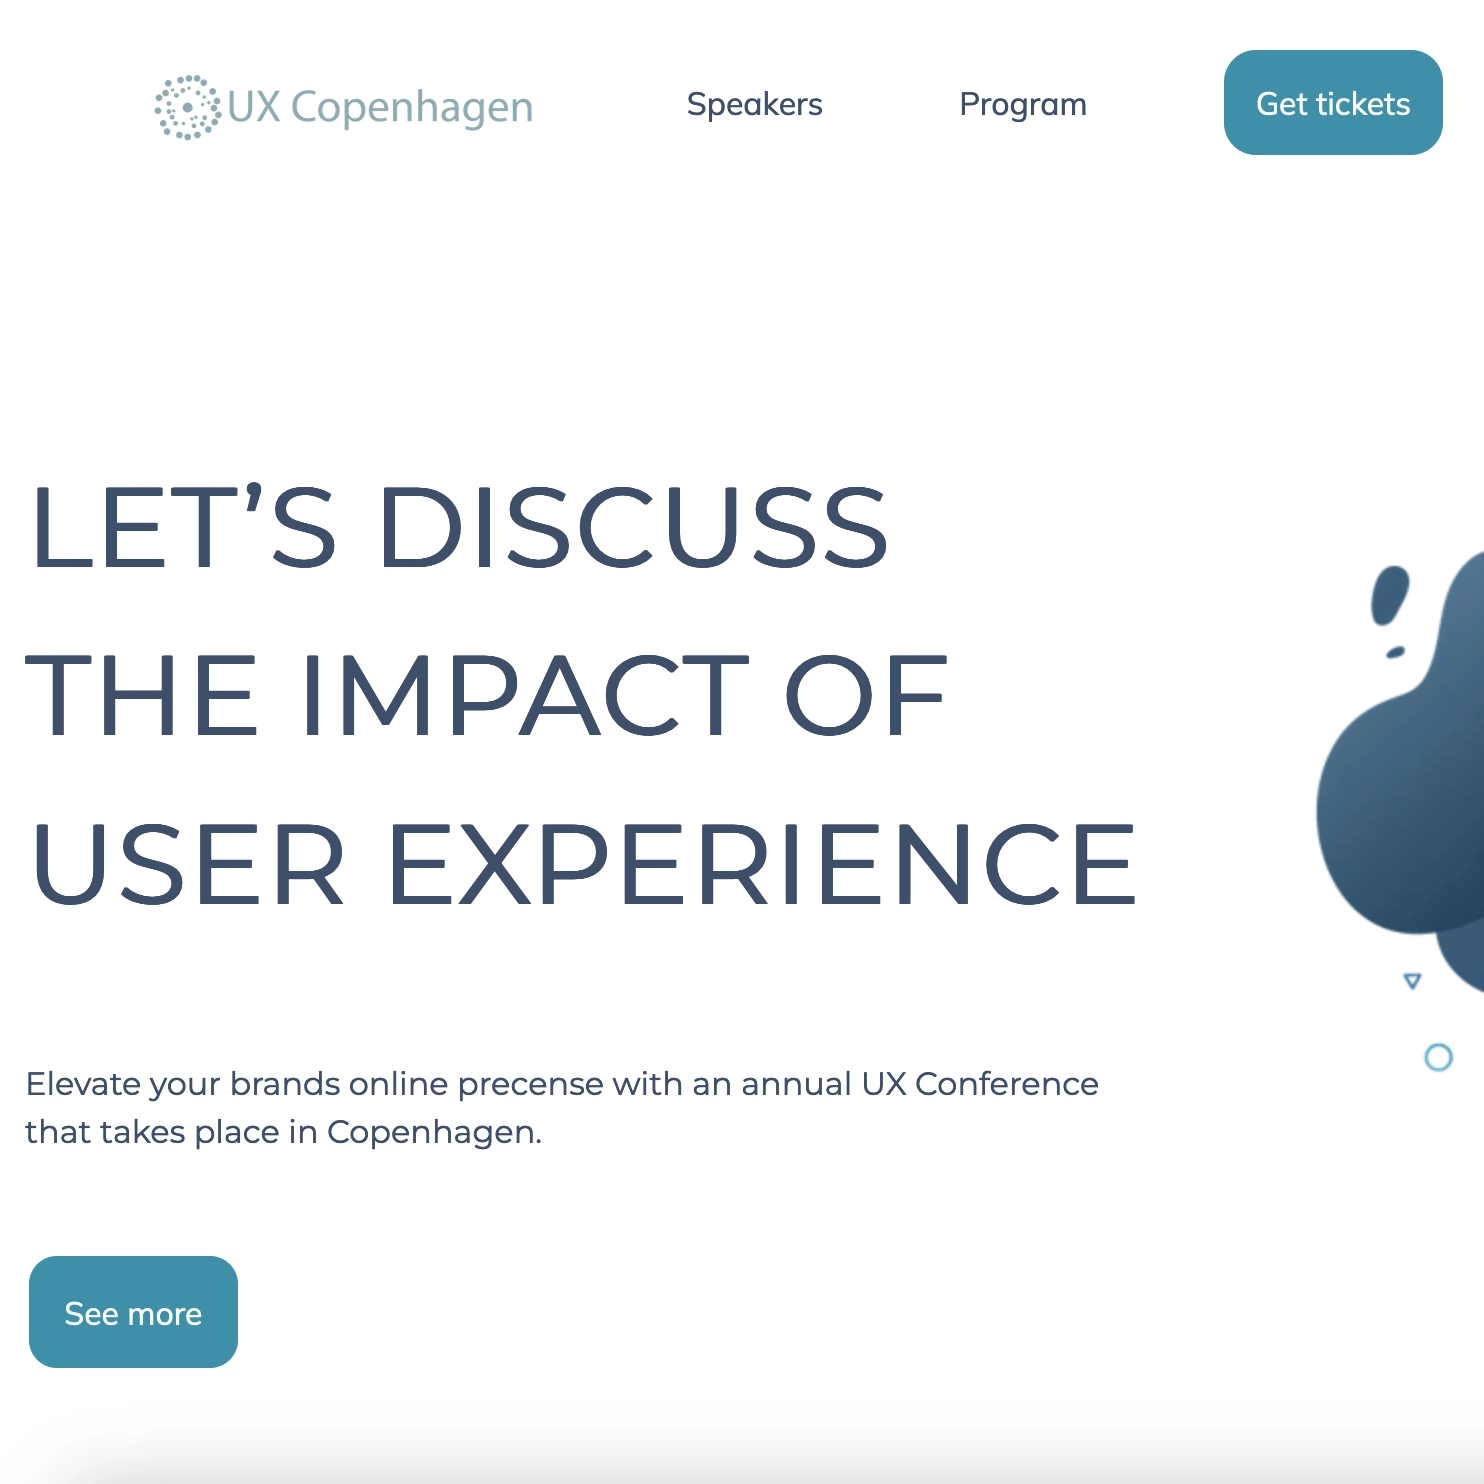 UX Copenhagen
Speakers
Program
Get tickets
LET’S DISCUSS
THE IMPACT OF
USER EXPERIENCE
Elevate your brands online precense with an annual UX Conference
that takes place in Copenhagen.
See more